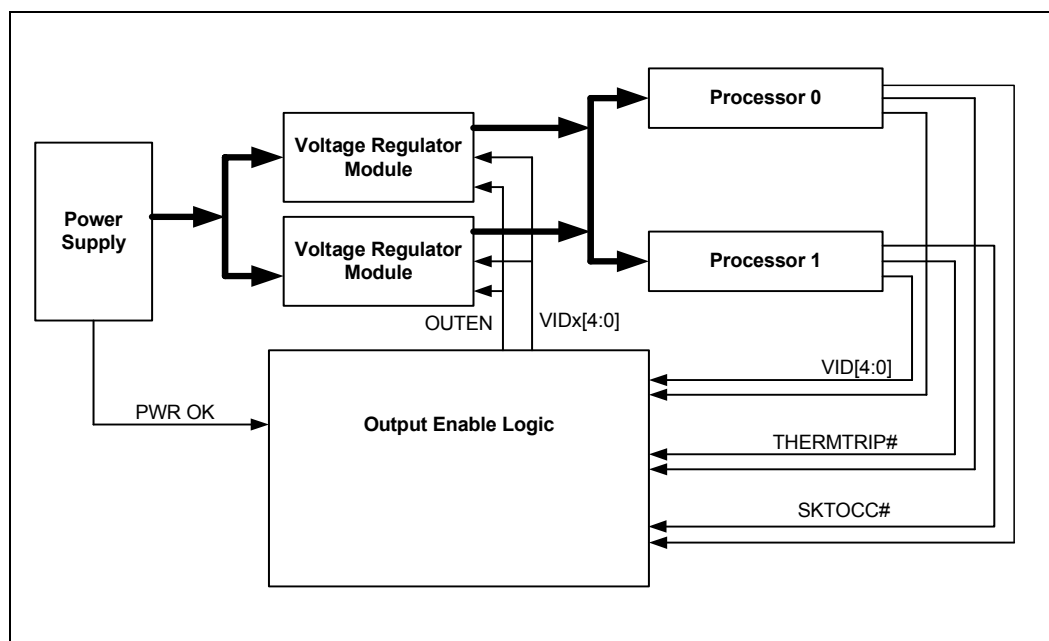 Processor 0
Voltage Regulator
Module
Power
Supply
Voltage Regulator
Module
Processor 1
OUTEN
VIDx[4:0]
VID[4:0]
PWR OK
Output Enable Logic
THERMTRIP#
SKTOCC#